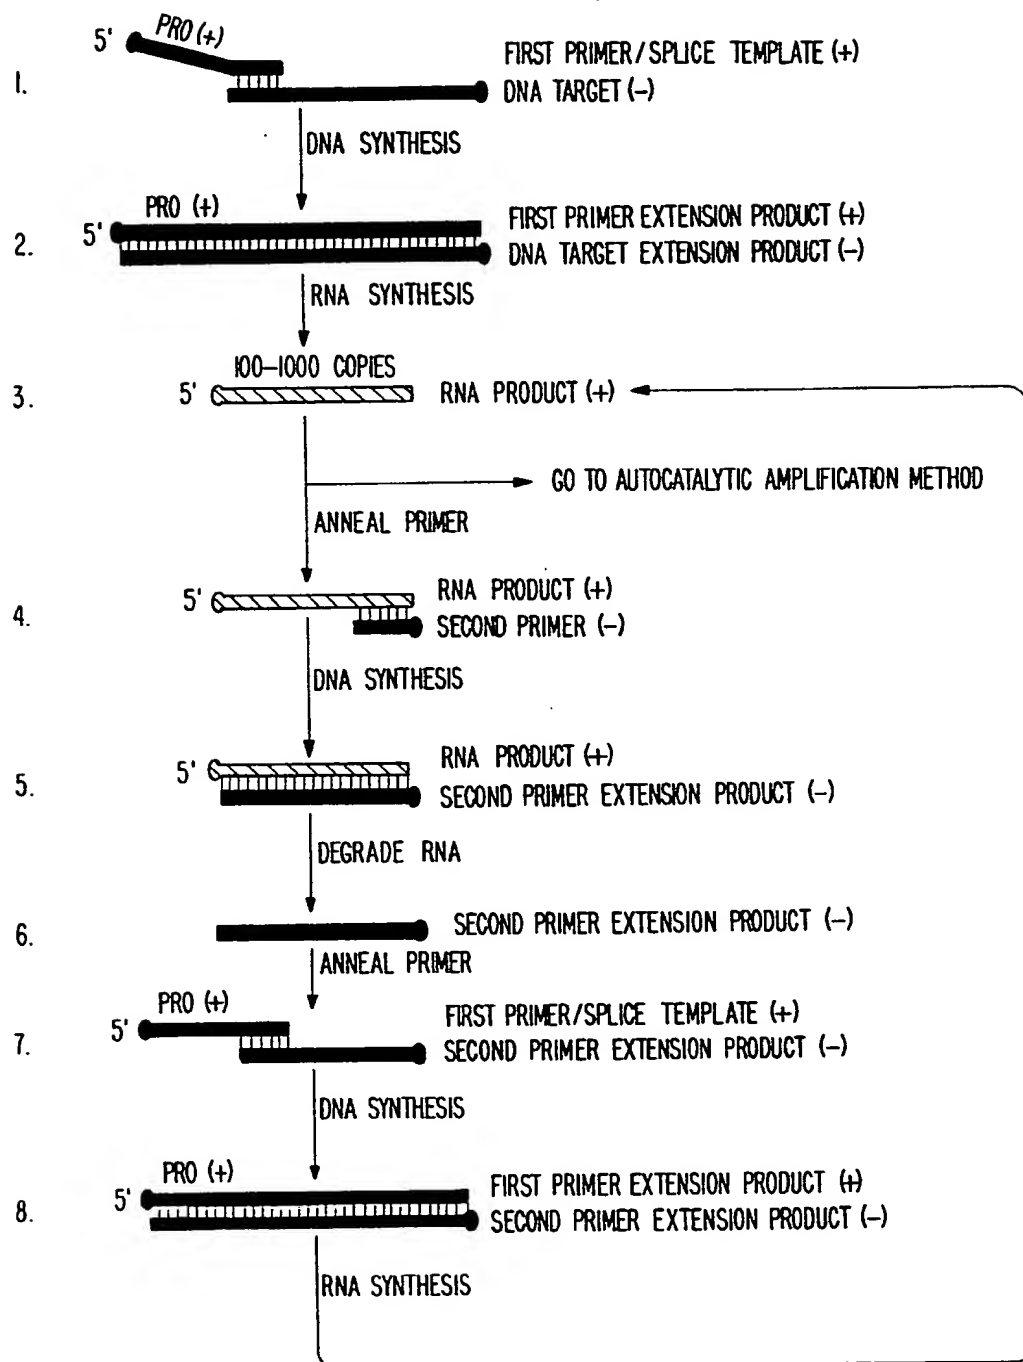 PRO (+)
5'
FIRST PRIMER/SPLICE TEMPLATE (+)
1.
DNA TARGET (-)
DNA SYNTHESIS
PRO (+)
5'
FIRST PRIMER EXTENSION PRODUCT (+)
2.
DNA TARGET EXTENSION PRODUCT (-)
RNA SYNTHESIS
100-1000 COPIES
3.
5'
RNA PRODUCT (+)
GO TO AUTOCATALYTIC AMPLIFICATION METHOD
ANNEAL PRIMER
5'
RNA PRODUCT (+)
4.
SECOND PRIMER (-)
DNA SYNTHESIS
5'
RNA PRODUCT (+)
5.
SECOND PRIMER EXTENSION PRODUCT (-)
DEGRADE RNA
6.
SECOND PRIMER EXTENSION PRODUCT (-)
ANNEAL PRIMER
PRO (+)
5'
FIRST PRIMER/SPLICE TEMPLATE (+)
7.
SECOND PRIMER EXTENSION PRODUCT (-)
DNA SYNTHESIS
PRO (+)
5'
FIRST PRIMER EXTENSION PRODUCT (+)
8.
SECOND PRIMER EXTENSION PRODUCT (-)
RNA SYNTHESIS